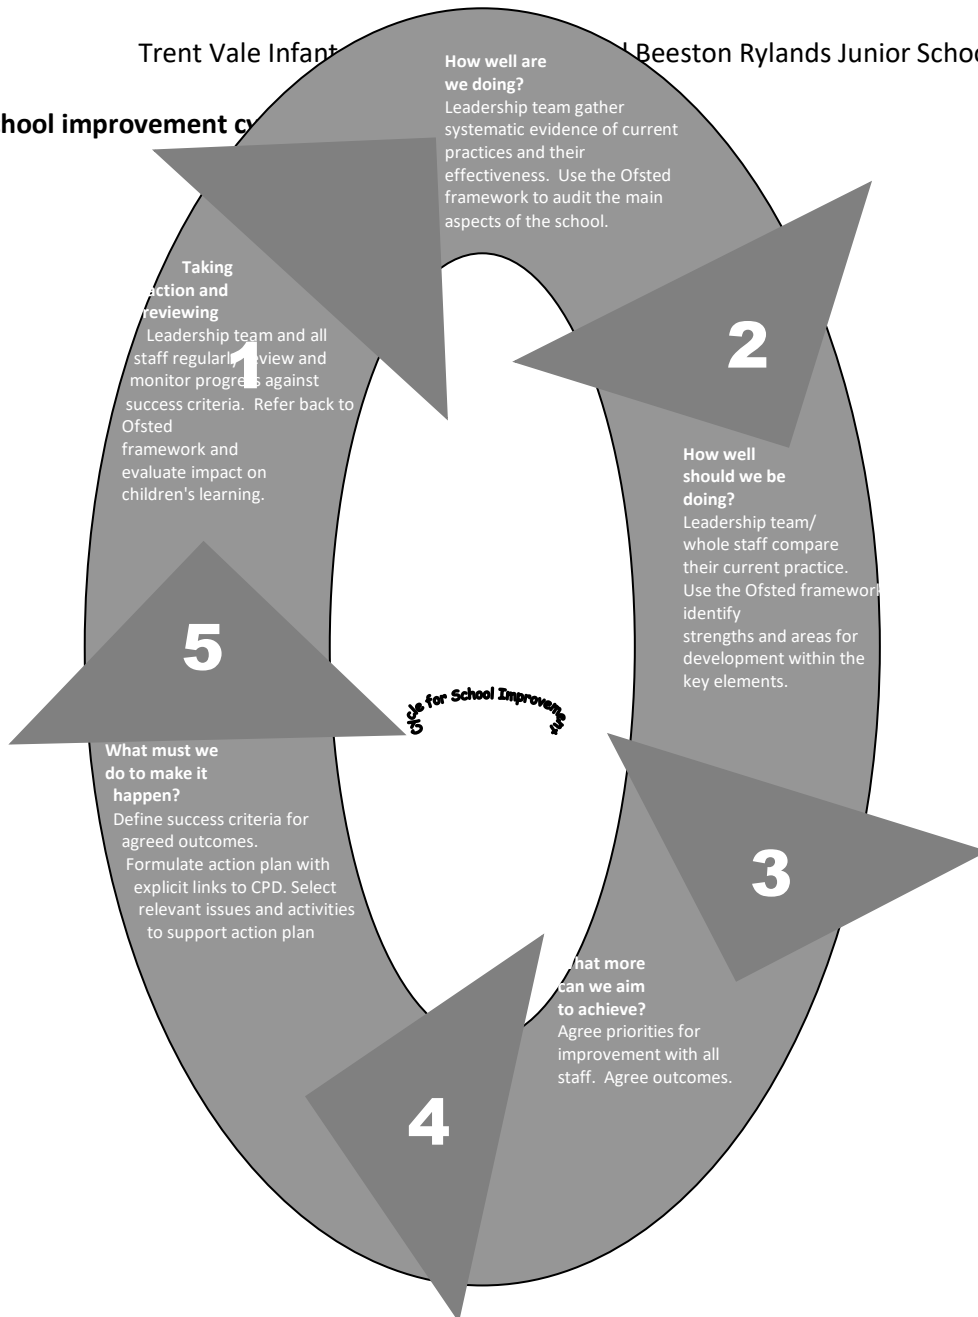 Trent Vale Infant Beeston Rylands Junior Schoo
hool improvement cy
How well are
we doing?
Leadership team gather
systematic evidence of current
practices and their
effectiveness.  Use the Ofsted
framework to audit the main
aspects of the school.
2
How well
should we be
doing?
Leadership team/
whole staff compare
their current practice.
Use the Ofsted framework
identify
strengths and areas for
development within the
key elements.
3
What more
can we aim
to achieve?
Agree priorities for
improvement with all
staff.  Agree outcomes.
4
What must we
do to make it
happen?
Define success criteria for
agreed outcomes.
Formulate action plan with
explicit links to CPD. Select
relevant issues and activities
to support action plan
5
Taking
action and
reviewing
Leadership team and all
staff regularly review and
monitor progress against
success criteria.  Refer back to
Ofsted
framework and
evaluate impact on
children's learning.
1
Cycle for School Improvement